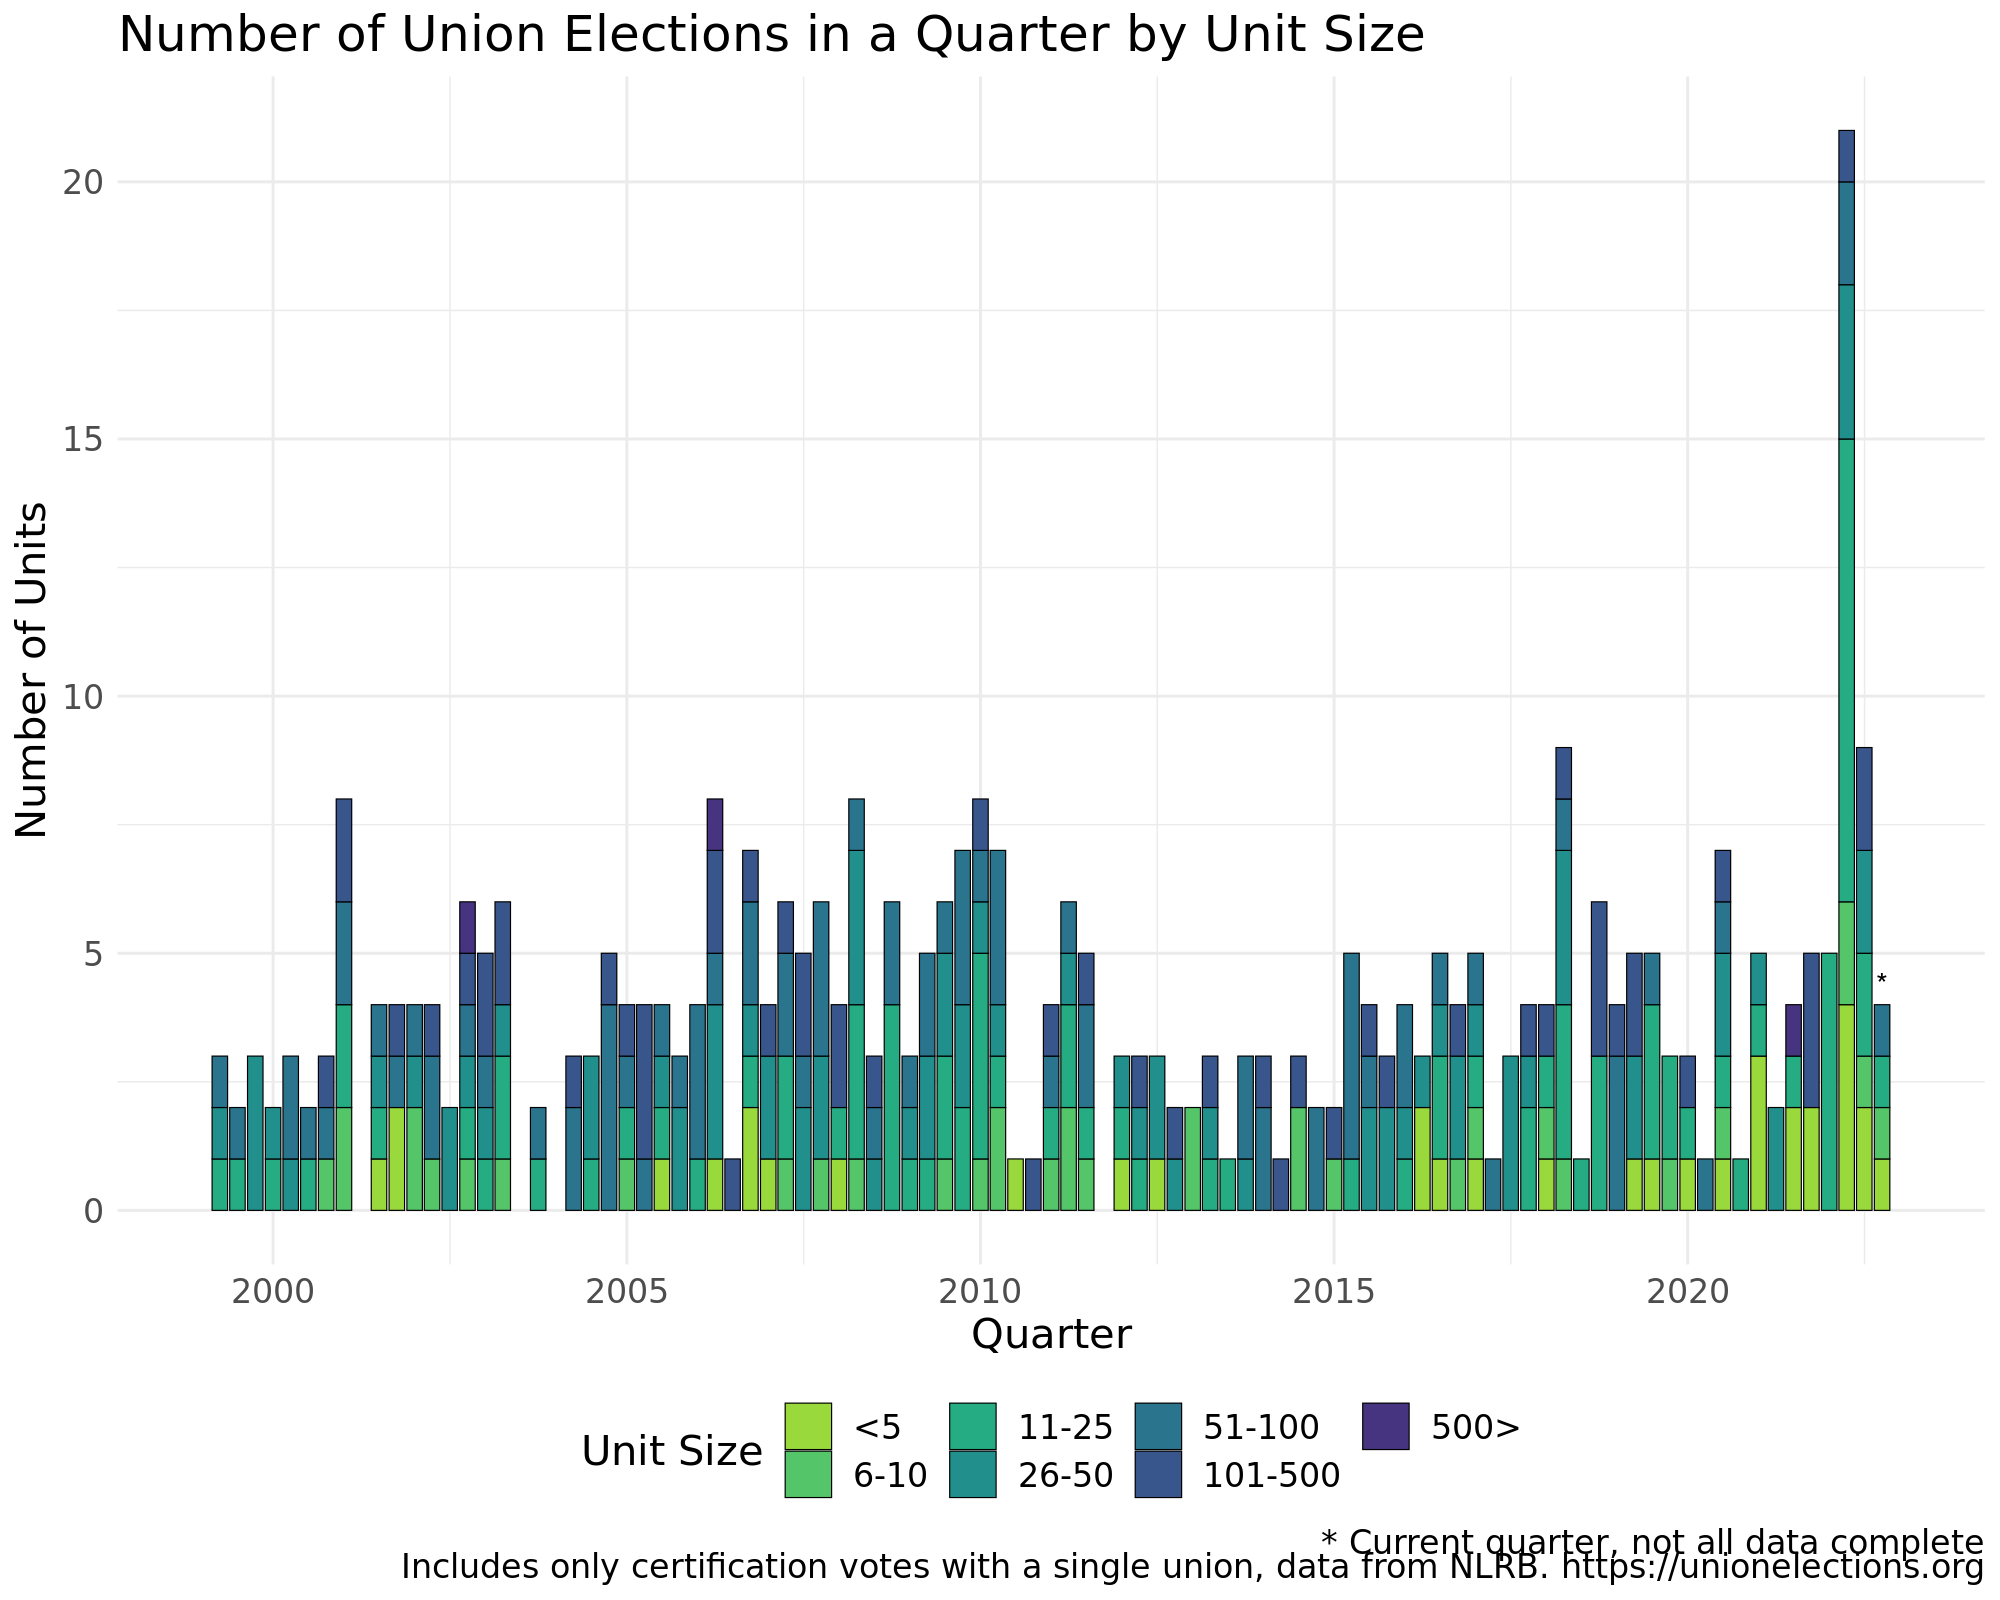 Number of Union Elections in a Quarter by Unit Size
Number of Units
20
15
10
5
0
*
2000 2005 2010 2015 2020
Quarter
Unit Size
<5 11-25 51-100 500>
6-10 26-50 101-500
* Current quarter, not all data complete
Includes only certification votes with a single union, data from NLRB. https://unionelections.org